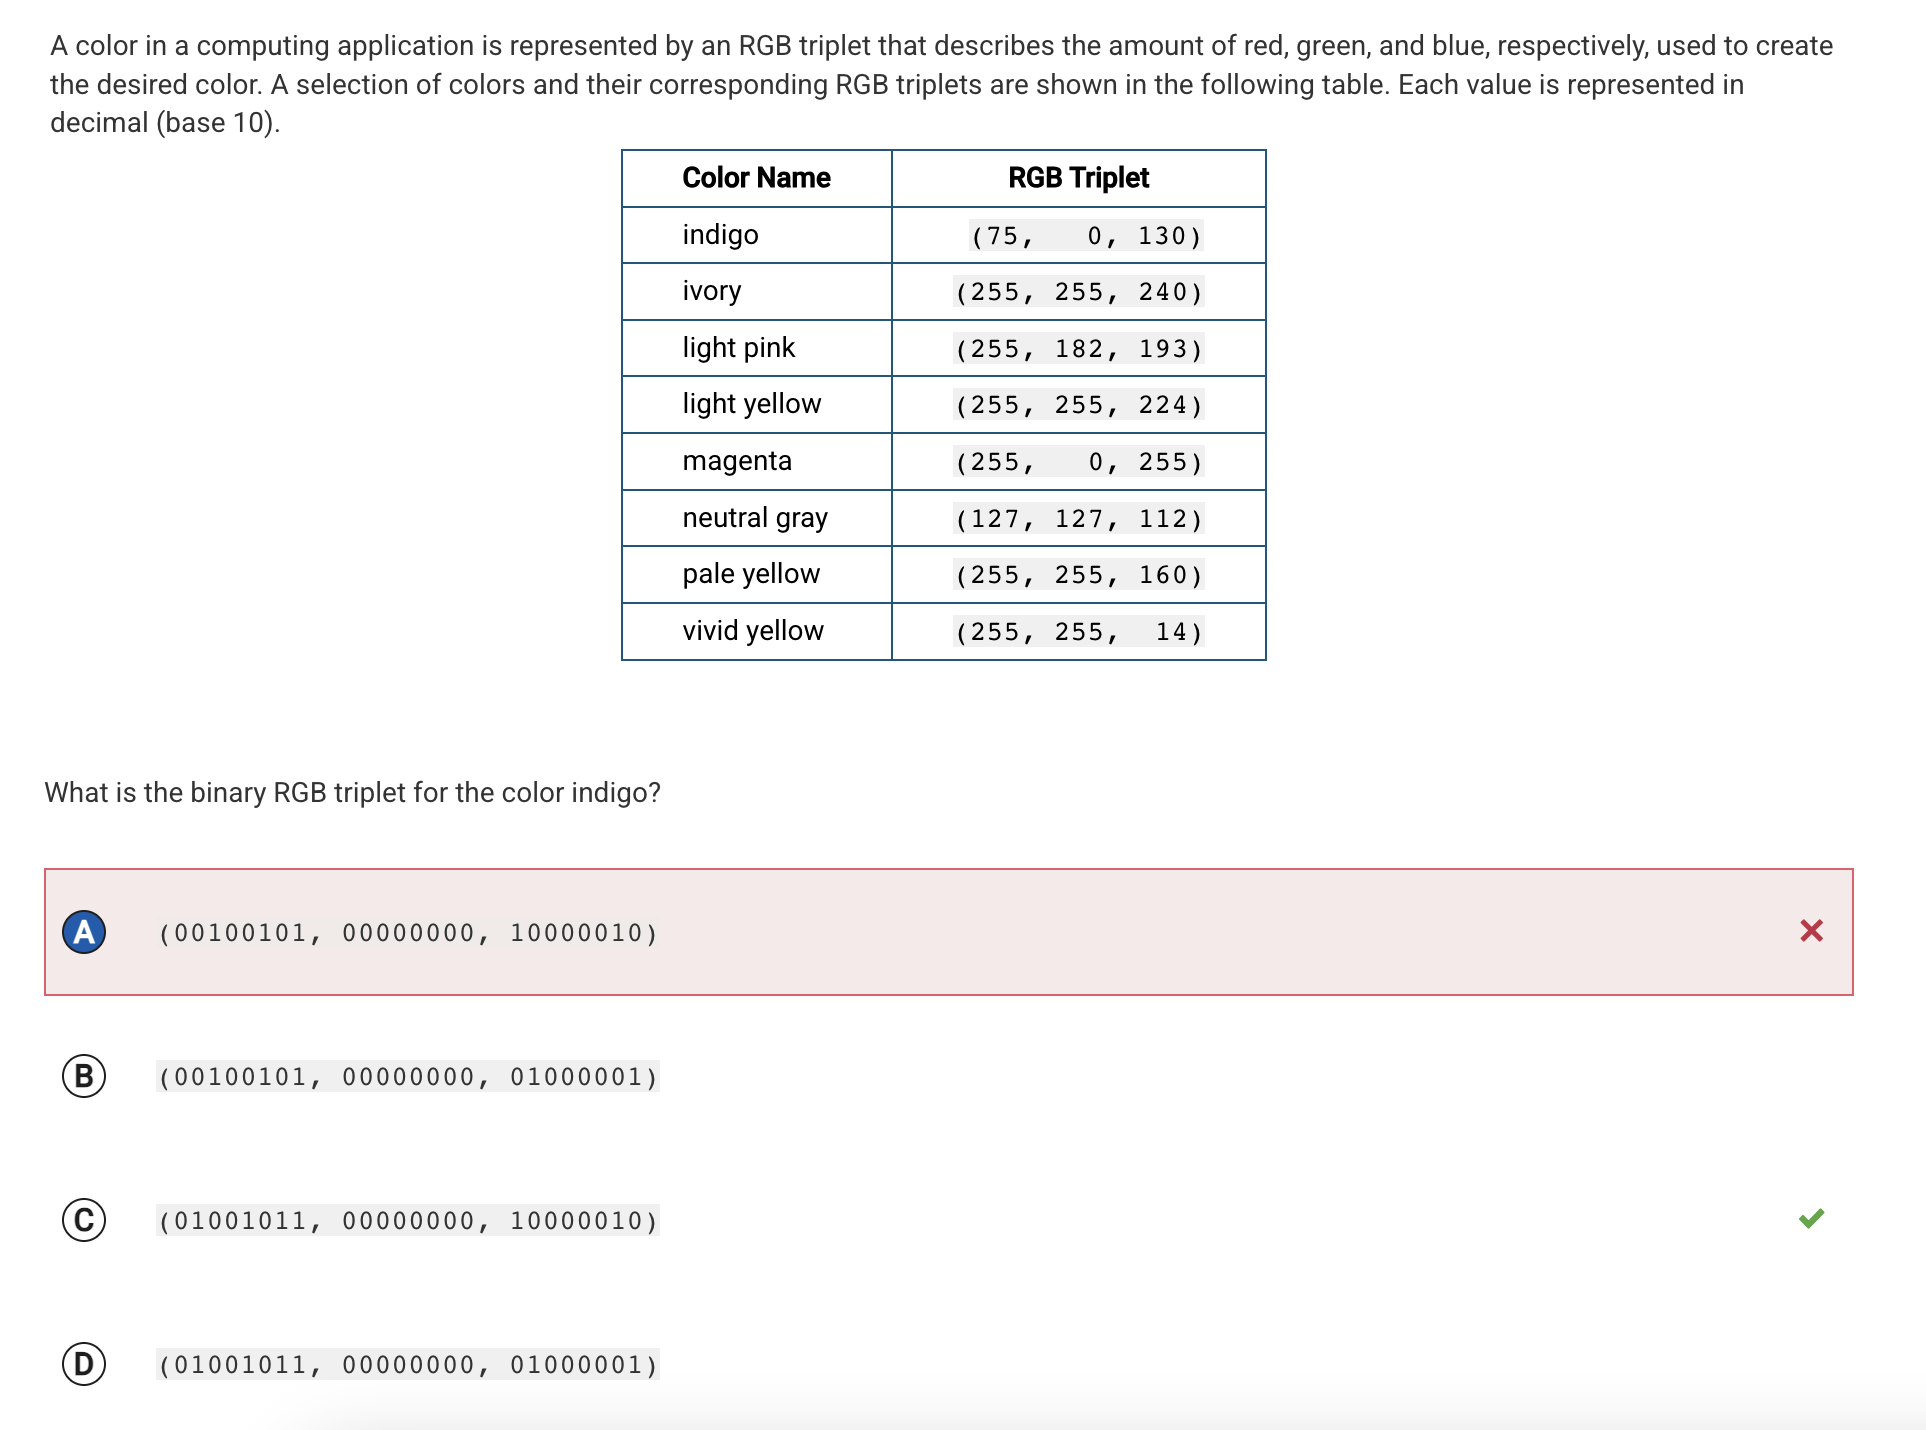 A color in a computing application is represented by an RGB triplet that describes the amount of red, green, and blue, respectively, used to create
the desired color. A selection of colors and their corresponding RGB triplets are shown in the following table. Each value is represented in
decimal (base 10).
Color Name RGB Triplet
indigo (75, 0, 130)
ivory (255, 255, 240)
light pink (255, 182, 193)
light yellow (255, 255, 224)
magenta (255, 0, 255)
neutral gray (127, 127, 112)
pale yellow (255, 255, 160)
vivid yellow (255, 255, 14)
What is the binary RGB triplet for the color indigo?
A (00100101, 00000000, 10000010)
B (00100101, 00000000, 01000001)
C (01001011, 00000000, 10000010)
D (01001011, 00000000, 01000001)